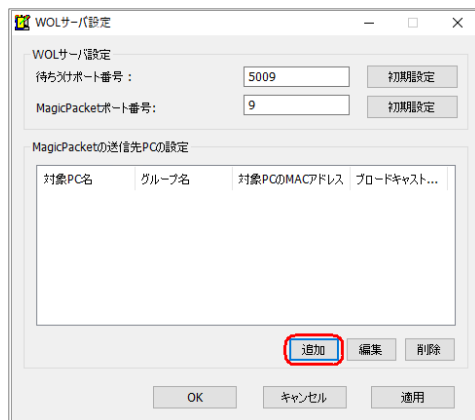 WOLサーバ設定
WOLサーバ設定
待ちうけポート番号： 5009 初期設定
MagicPacketポート番号: 9 初期設定
MagicPacketの送信先PCの設定
対象PC名 グループ名 対象PCのMACアドレス ブロードキャスト...
追加 編集 削除
OK キャンセル 適用